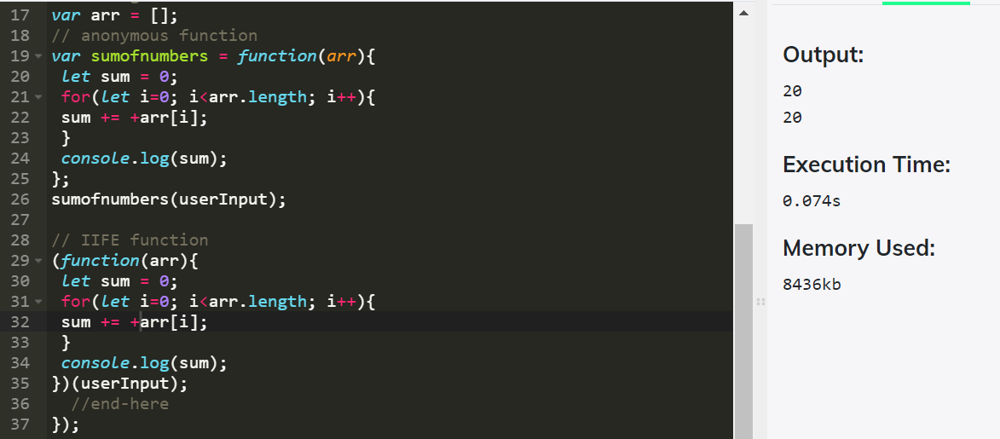 17 var arr = [];
18 // anonymous function
19 var sumofnumbers = function(arr){
20 let sum = 0;
21 for(let i=0; i<arr.length; i++){
22 sum += +arr[i];
23 }
24 console.log(sum);
25 };
26 sumofnumbers(userInput);
27
28 // IIFE function
29 (function(arr){
30 let sum = 0;
31 for(let i=0; i<arr.length; i++){
32 sum += +arr[i];
33 }
34 console.log(sum);
35 })(userInput);
36 //end-here
37 });
Output:
20
20
Execution Time:
0.074s
Memory Used:
8436kb